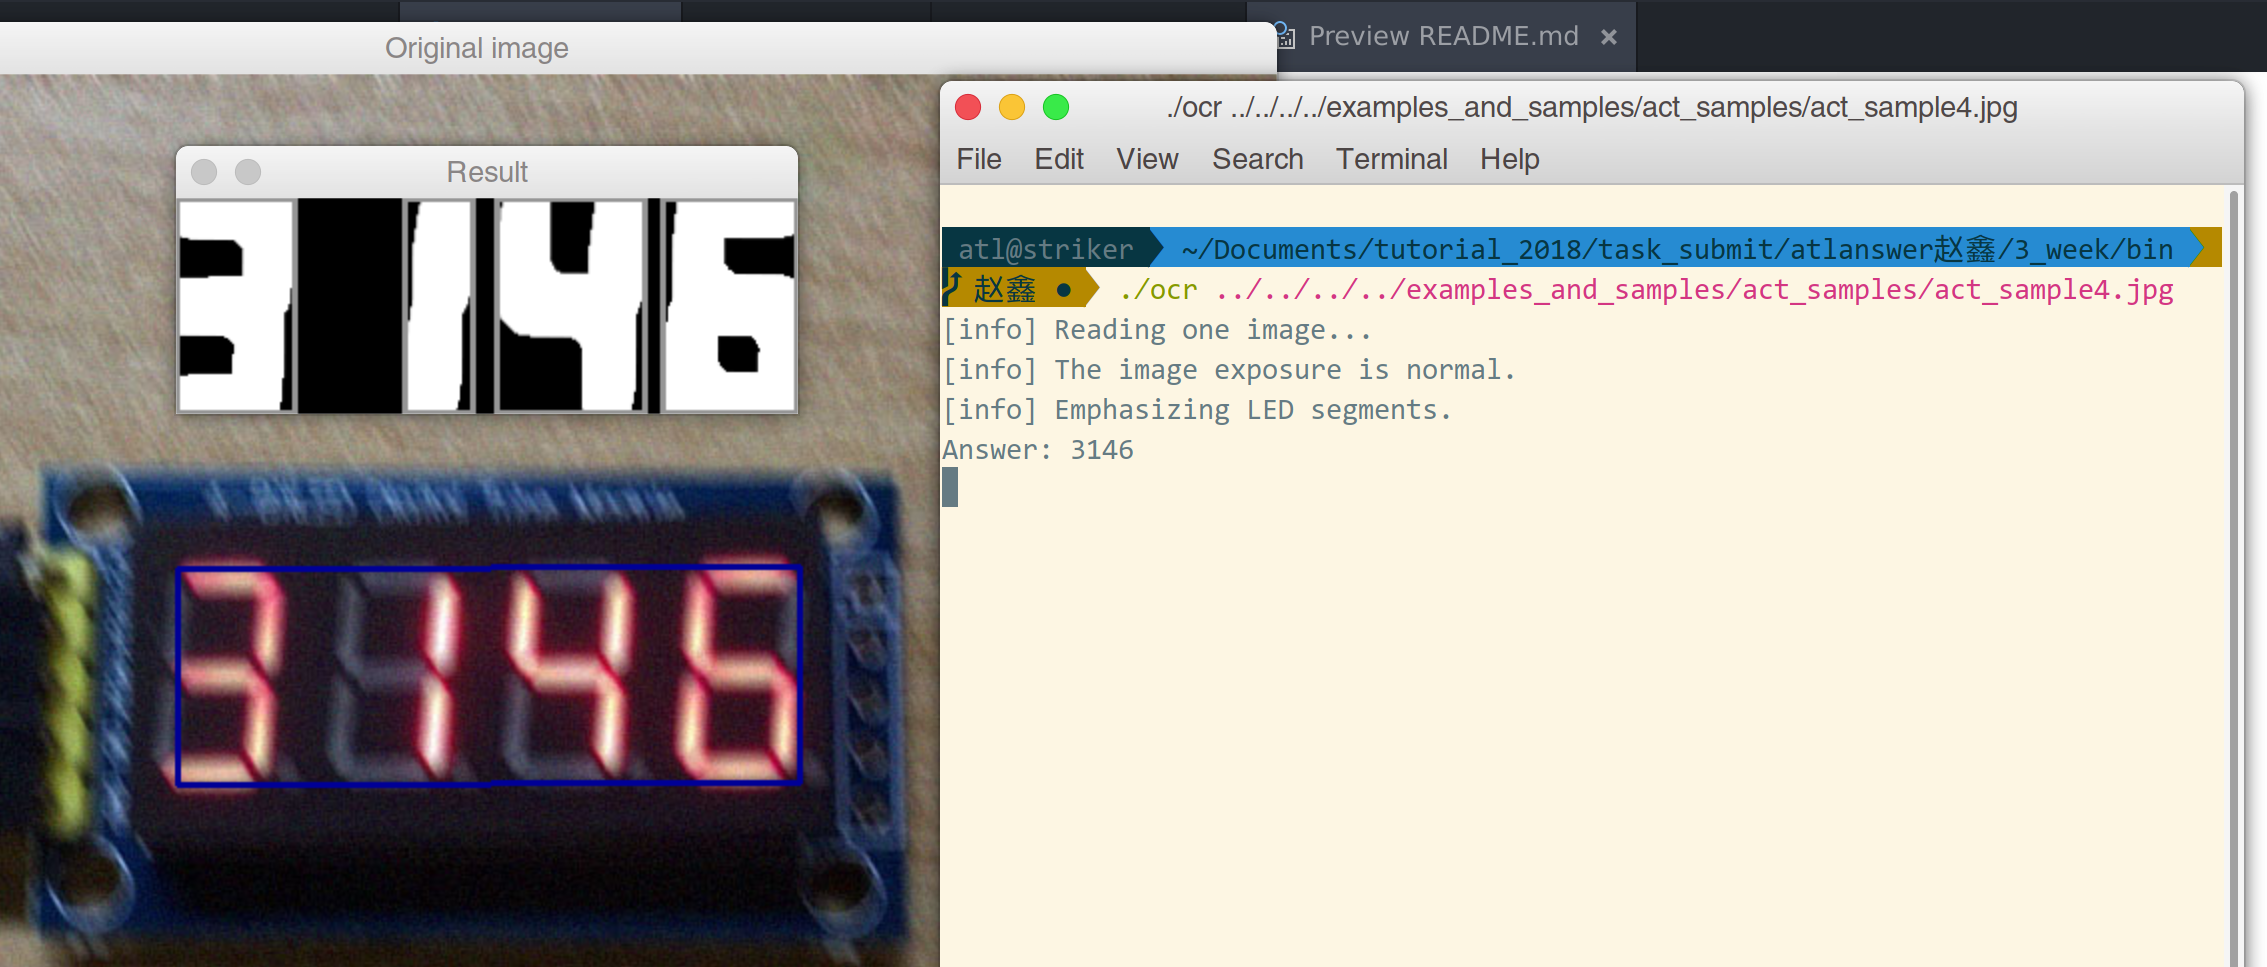 Preview README.md
Original image
./ocr ../../../../examples_and_samples/act_samples/act_sample4.jpg
File Edit View Search Terminal Help
Result
atl@striker ~/Documents/tutorial_2018/task_submit/atlanswer赵鑫/3_week/bin
赵鑫 ● ./ocr ../../../../examples_and_samples/act_samples/act_sample4.jpg
[info] Reading one image...
[info] The image exposure is normal.
[info] Emphasizing LED segments.
Answer: 3146
3146
3146